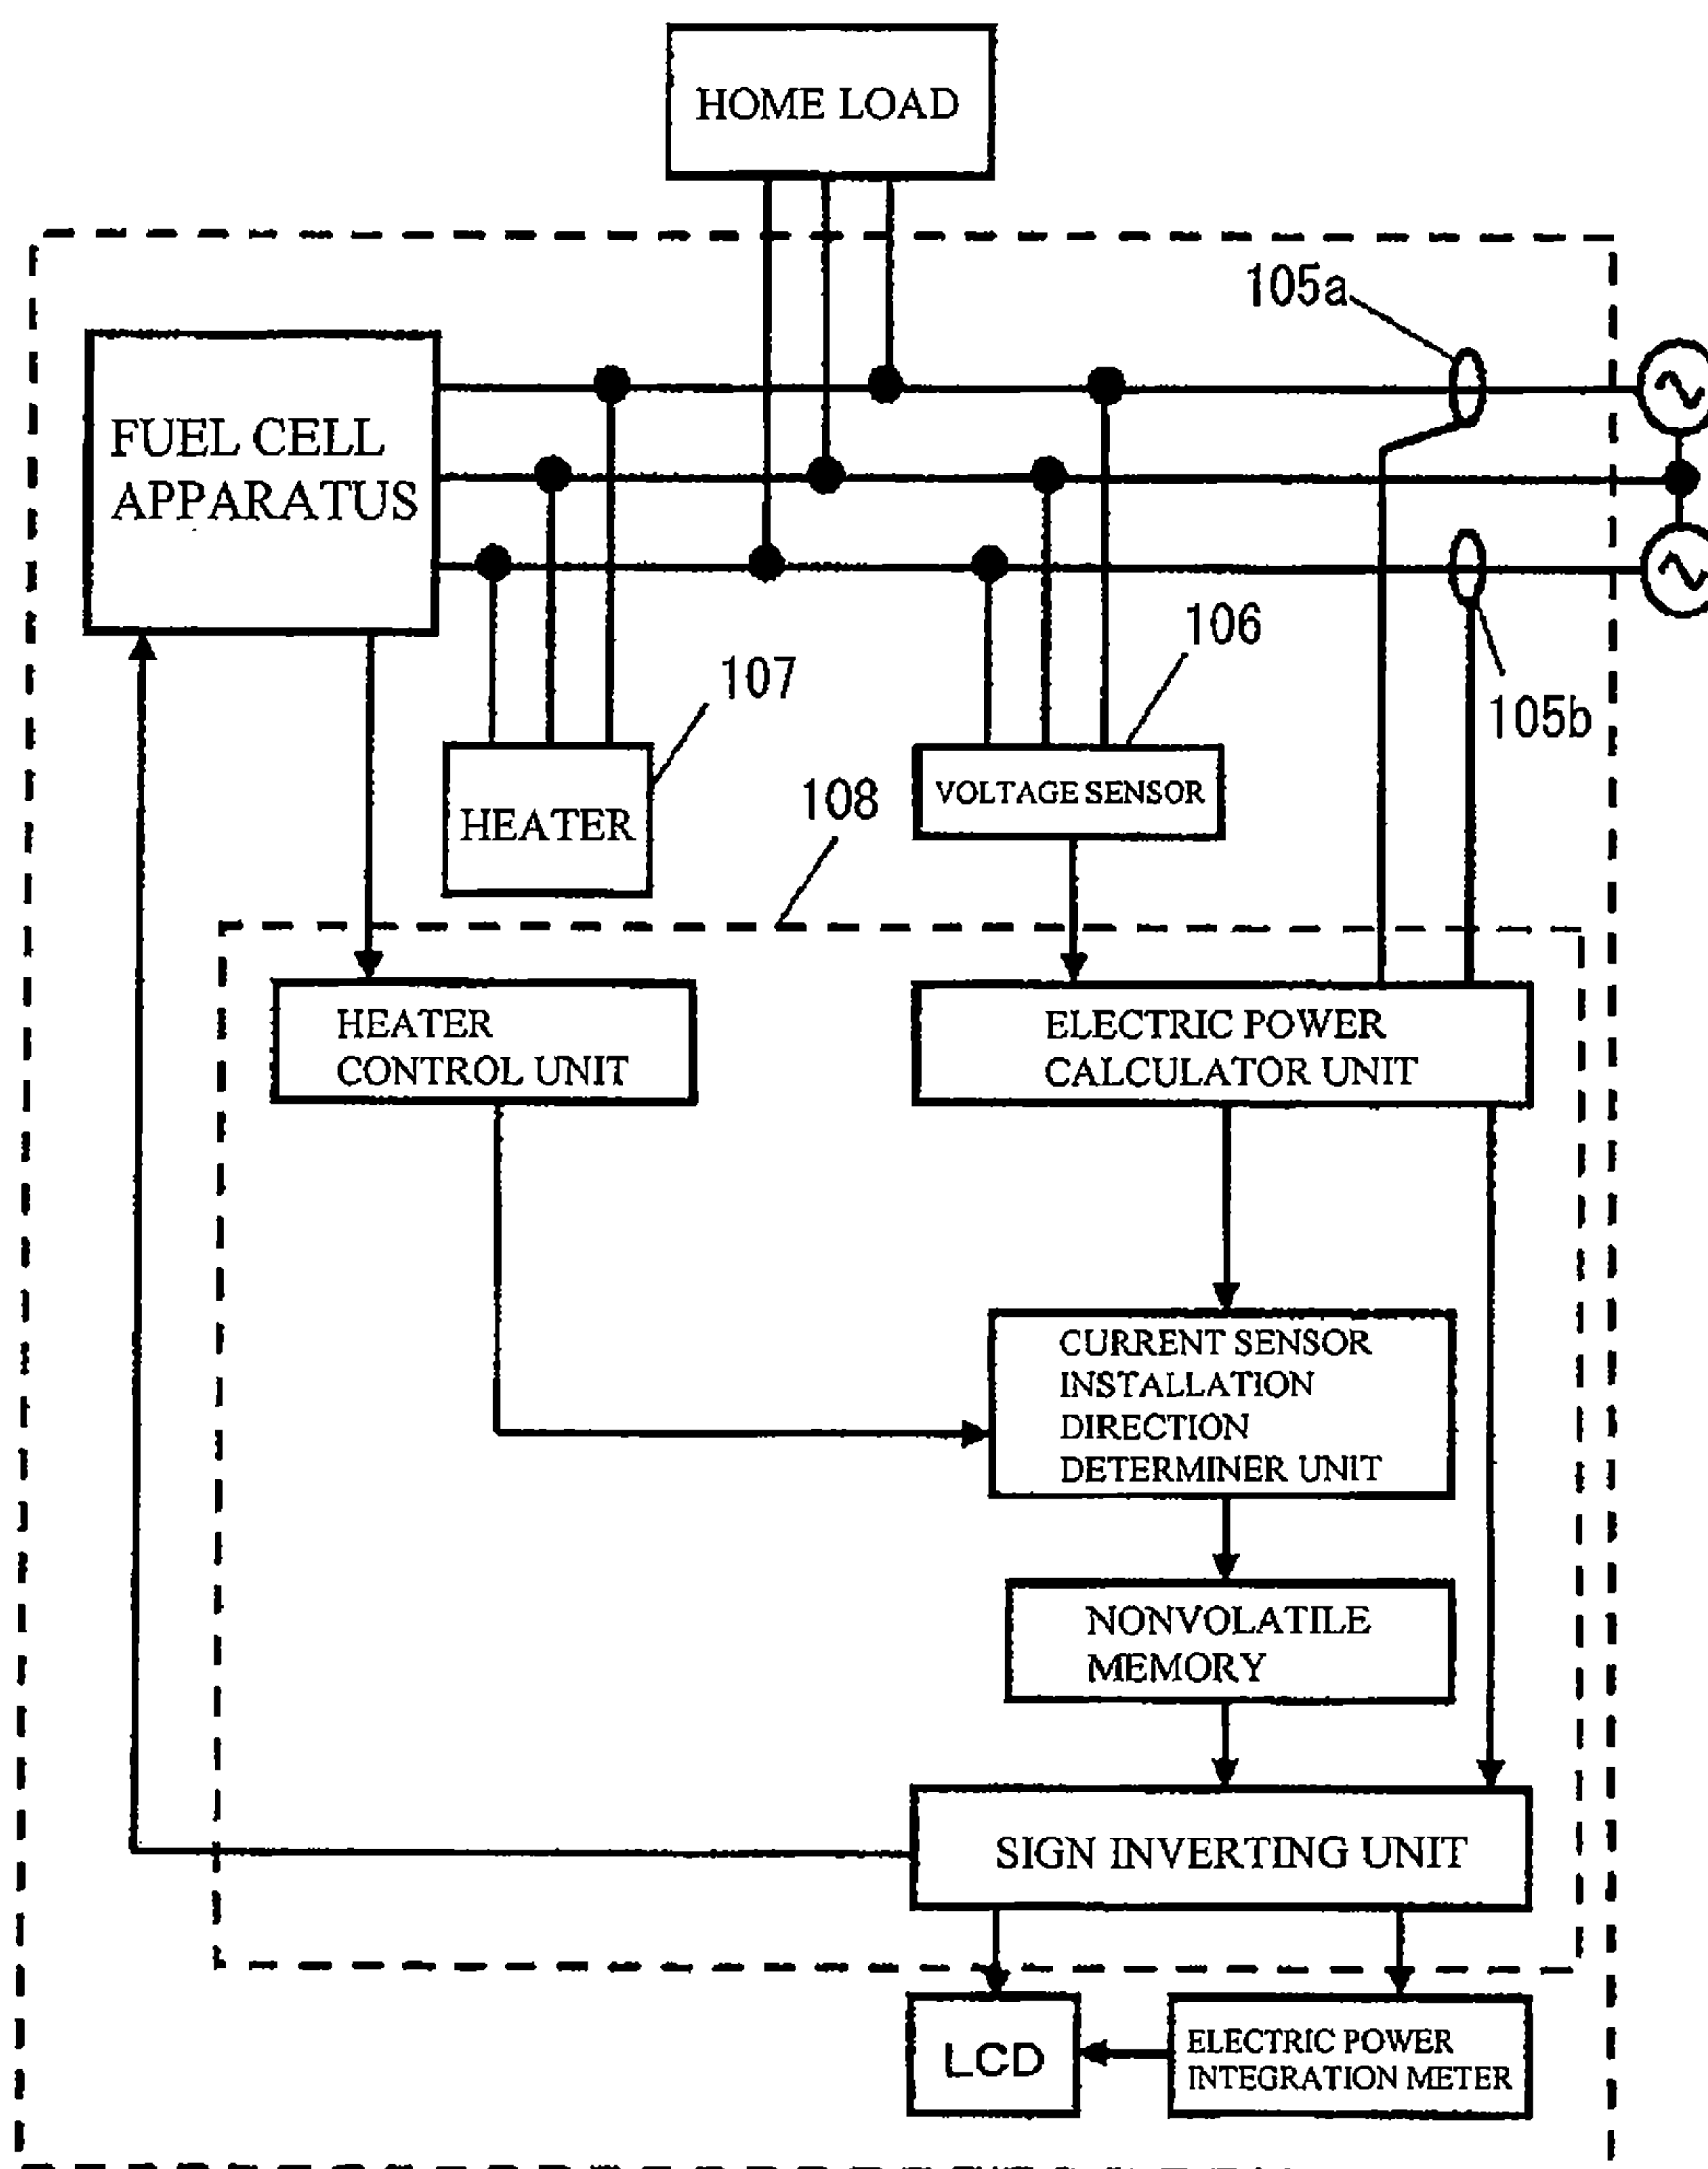 HOME LOAD
105a
FUEL CELL
APPARATUS
106
107
105b
108
VOLTAGE SENSOR
HEATER
HEATER
CONTROL UNIT
ELECTRIC POWER
CALCULATOR UNIT
CURRENT SENSOR
INSTALLATION
DIRECTION
DETERMINER UNIT
NONVOLATILE
MEMORY
SIGN INVERTING UNIT
LCD
ELECTRIC POWER
INTEGRATION METER